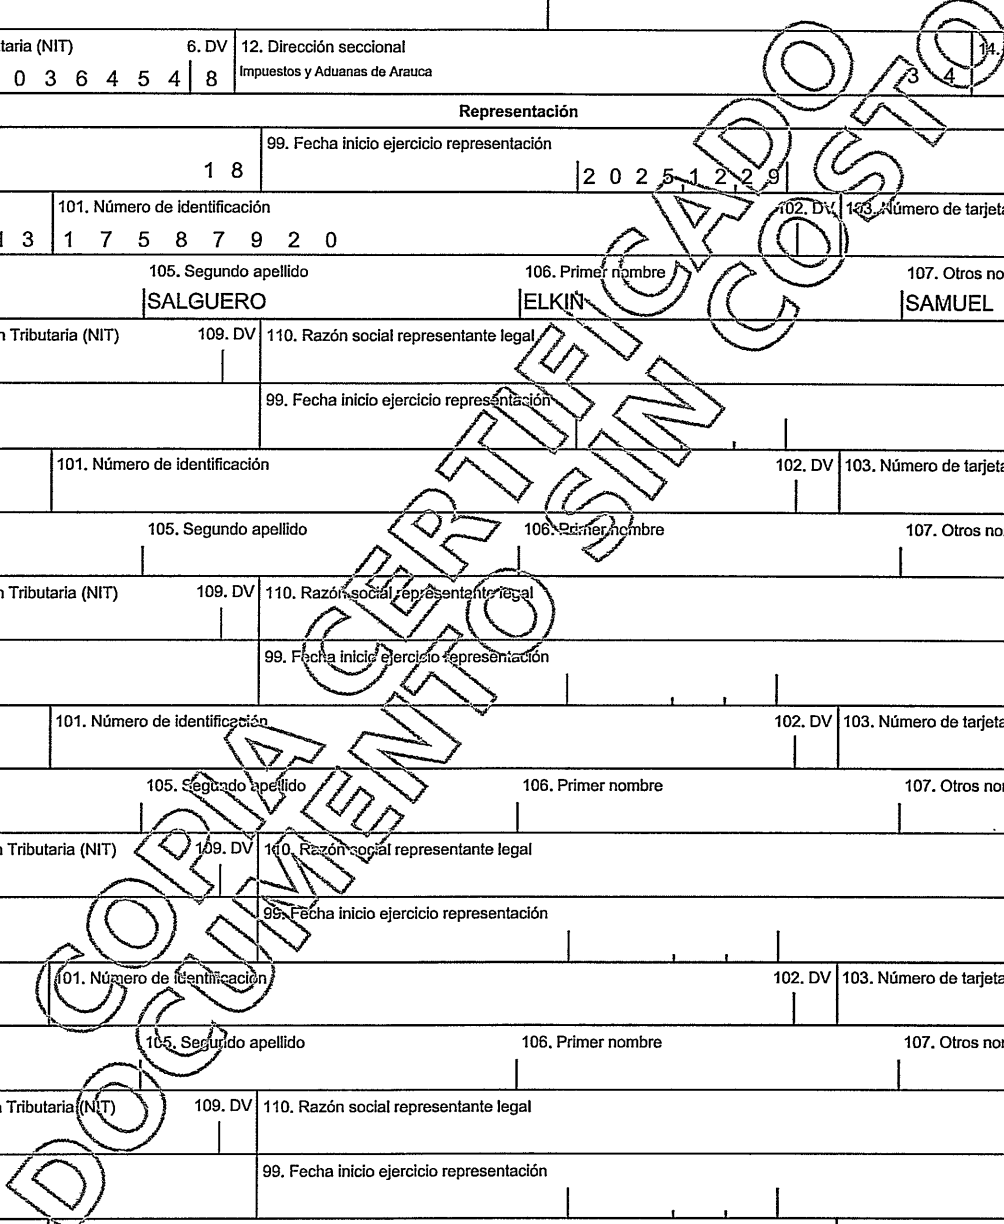 taria (NIT) 6. DV 12. Dirección seccional 14.
0 3 6 4 5 4 8 Impuestos y Aduanas de Arauca 3 4
Representación
99. Fecha inicio ejercicio representación
1 8 2 0 2 5 1 2 2 9
101. Número de identificación 102. DV 103. Número de tarjeta
1 3 1 7 5 8 7 9 2 0
105. Segundo apellido 106. Primer nombre 107. Otros no
SALGUERO ELKIN SAMUEL
n Tributaria (NIT) 109. DV 110. Razón social representante legal
99. Fecha inicio ejercicio representación
101. Número de identificación 102. DV 103. Número de tarjeta
105. Segundo apellido 106. Primer nombre 107. Otros no
n Tributaria (NIT) 109. DV 110. Razón social representante legal
99. Fecha inicio ejercicio representación
101. Número de identificación 102. DV 103. Número de tarjeta
105. Segundo apellido 106. Primer nombre 107. Otros nor
n Tributaria (NIT) 109. DV 110. Razón social representante legal
99. Fecha inicio ejercicio representación
101. Número de identificación 102. DV 103. Número de tarjeta
105. Segundo apellido 106. Primer nombre 107. Otros nor
n Tributaria (NIT) 109. DV 110. Razón social representante legal
99. Fecha inicio ejercicio representación
COPIA CERTIFICADO
DOCUMENTO SIN COSTO